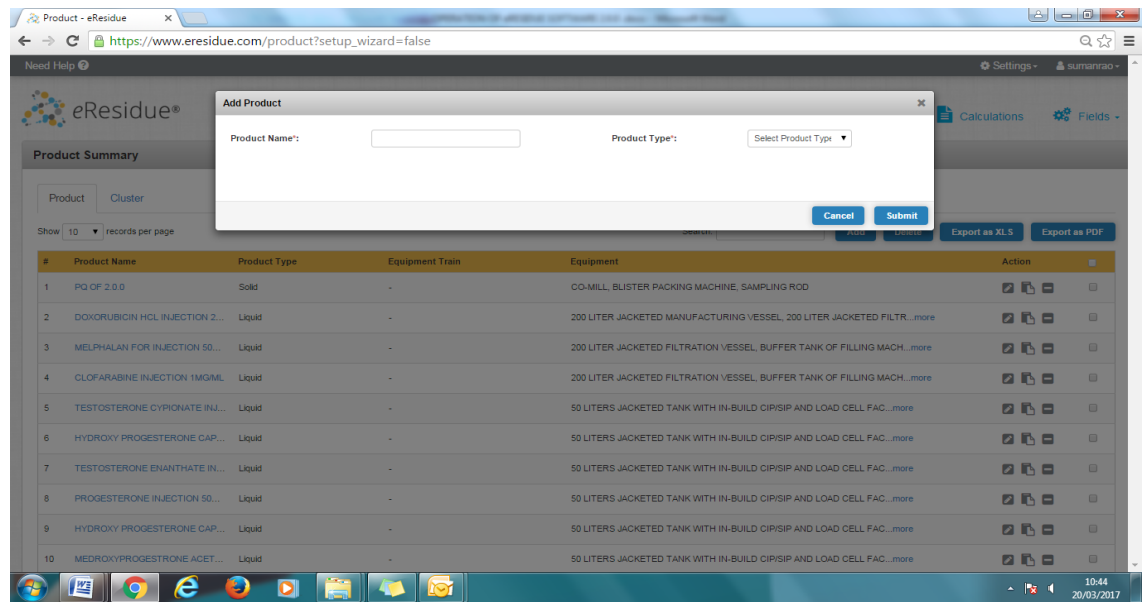 Product - eResidue
https://www.eresidue.com/product?setup_wizard=false
Need Help
Settings
sumanrao
eResidue®
Calculations
Fields
Add Product
Product Name*:
Product Type*:
Select Product Type
Cancel Submit
Product Summary
Product Cluster
Show 10 records per page
Search:
Add Delete Export as XLS Export as PDF
# Product Name Product Type Equipment Train Equipment Action
1 PQ OF 2.0.0 Solid - CO-MILL, BLISTER PACKING MACHINE, SAMPLING ROD
2 DOXORUBICIN HCL INJECTION 2... Liquid - 200 LITER JACKETED MANUFACTURING VESSEL, 200 LITER JACKETED FILTR...more
3 MELPHALAN FOR INJECTION 50... Liquid - 200 LITER JACKETED FILTRATION VESSEL, BUFFER TANK OF FILLING MACH...more
4 CLOFARABINE INJECTION 1MG/ML Liquid - 200 LITER JACKETED FILTRATION VESSEL, BUFFER TANK OF FILLING MACH...more
5 TESTOSTERONE CYPIONATE INJ... Liquid - 50 LITERS JACKETED TANK WITH IN-BUILD CIP/SIP AND LOAD CELL FAC...more
6 HYDROXY PROGESTERONE CAP... Liquid - 50 LITERS JACKETED TANK WITH IN-BUILD CIP/SIP AND LOAD CELL FAC...more
7 TESTOSTERONE ENANTHATE IN... Liquid - 50 LITERS JACKETED TANK WITH IN-BUILD CIP/SIP AND LOAD CELL FAC...more
8 PROGESTERONE INJECTION 50... Liquid - 50 LITERS JACKETED TANK WITH IN-BUILD CIP/SIP AND LOAD CELL FAC...more
9 HYDROXY PROGESTERONE CAP... Liquid - 50 LITERS JACKETED TANK WITH IN-BUILD CIP/SIP AND LOAD CELL FAC...more
10 MEDROXYPROGESTRONE ACET... Liquid - 50 LITERS JACKETED TANK WITH IN-BUILD CIP/SIP AND LOAD CELL FAC...more
10:44
20/03/2017